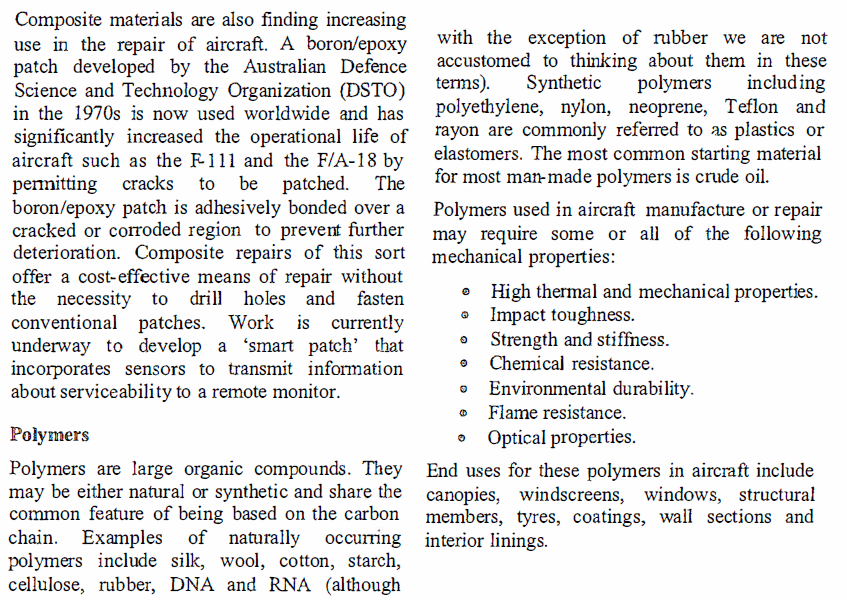 Composite materials are also finding increasing
use in the repair of aircraft. A boron/epoxy
patch developed by the Australian Defence
Science and Technology Organization (DSTO)
in the 1970s is now used worldwide and has
significantly increased the operational life of
aircraft such as the F-111 and the F/A-18 by
permitting cracks to be patched. The
boron/epoxy patch is adhesively bonded over a
cracked or corroded region to prevent further
deterioration. Composite repairs of this sort
offer a cost-effective means of repair without
the necessity to drill holes and fasten
conventional patches. Work is currently
underway to develop a ‘smart patch’ that
incorporates sensors to transmit information
about serviceability to a remote monitor.
Polymers
Polymers are large organic compounds. They
may be either natural or synthetic and share the
common feature of being based on the carbon
chain. Examples of naturally occurring
polymers include silk, wool, cotton, starch,
cellulose, rubber, DNA and RNA (although
with the exception of rubber we are not
accustomed to thinking about them in these
terms). Synthetic polymers including
polyethylene, nylon, neoprene, Teflon and
rayon are commonly referred to as plastics or
elastomers. The most common starting material
for most man-made polymers is crude oil.
Polymers used in aircraft manufacture or repair
may require some or all of the following
mechanical properties:
• High thermal and mechanical properties.
• Impact toughness.
• Strength and stiffness.
• Chemical resistance.
• Environmental durability.
• Flame resistance.
• Optical properties.
End uses for these polymers in aircraft include
canopies, windscreens, windows, structural
members, tyres, coatings, wall sections and
interior linings.